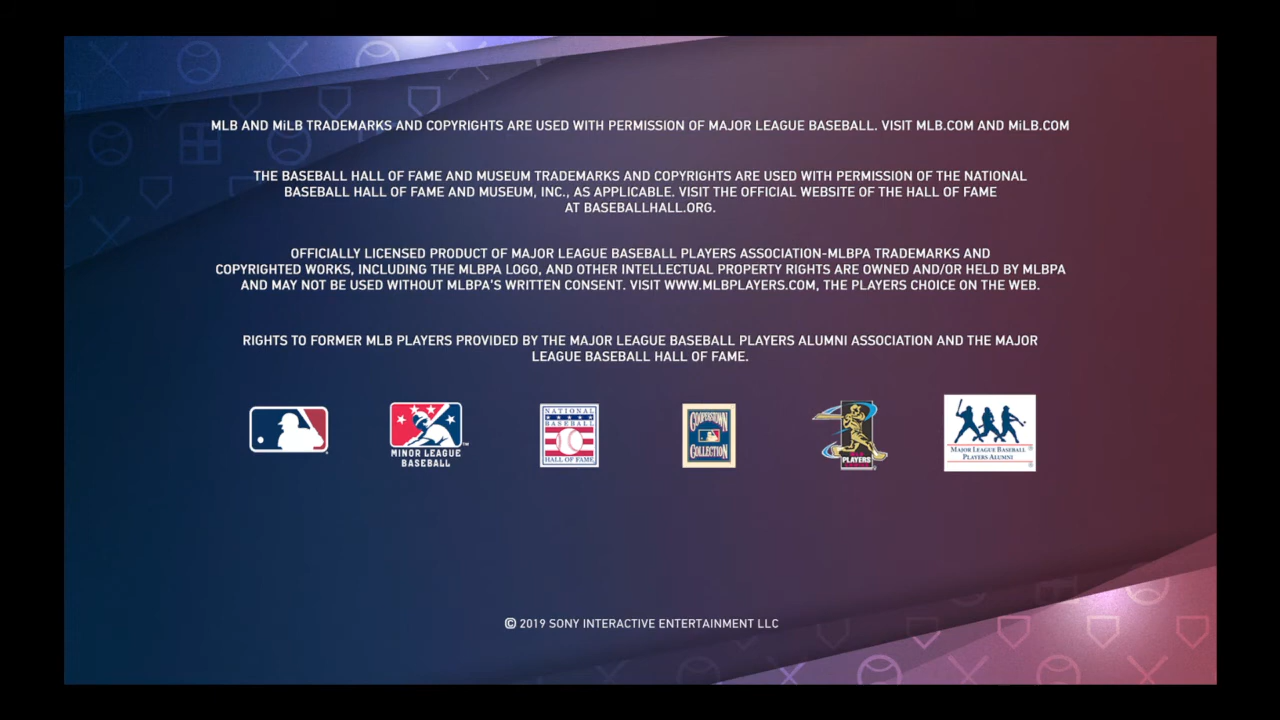 MLB AND MiLB TRADEMARKS AND COPYRIGHTS ARE USED WITH PERMISSION OF MAJOR LEAGUE BASEBALL. VISIT MLB.COM AND MiLB.COM
THE BASEBALL HALL OF FAME AND MUSEUM TRADEMARKS AND COPYRIGHTS ARE USED WITH PERMISSION OF THE NATIONAL
BASEBALL HALL OF FAME AND MUSEUM, INC., AS APPLICABLE. VISIT THE OFFICIAL WEBSITE OF THE HALL OF FAME
AT BASEBALLHALL.ORG.
OFFICIALLY LICENSED PRODUCT OF MAJOR LEAGUE BASEBALL PLAYERS ASSOCIATION-MLBPA TRADEMARKS AND
COPYRIGHTED WORKS, INCLUDING THE MLBPA LOGO, AND OTHER INTELLECTUAL PROPERTY RIGHTS ARE OWNED AND/OR HELD BY MLBPA
AND MAY NOT BE USED WITHOUT MLBPA'S WRITTEN CONSENT. VISIT WWW.MLBPLAYERS.COM, THE PLAYERS CHOICE ON THE WEB.
RIGHTS TO FORMER MLB PLAYERS PROVIDED BY THE MAJOR LEAGUE BASEBALL PLAYERS ALUMNI ASSOCIATION AND THE MAJOR
LEAGUE BASEBALL HALL OF FAME.
MINOR LEAGUE
BASEBALL
NATIONAL
BASEBALL
HALL OF FAME
COOPERSTOWN
COLLECTION
PLAYERS
MAJOR LEAGUE BASEBALL
PLAYERS ALUMNI
© 2019 SONY INTERACTIVE ENTERTAINMENT LLC